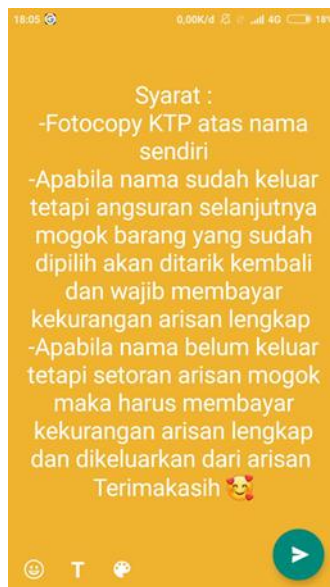 18:05
0,00K/d 4G 18%
Syarat :
-Fotocopy KTP atas nama
sendiri
-Apabila nama sudah keluar
tetapi angsuran selanjutnya
mogok barang yang sudah
dipilih akan ditarik kembali
dan wajib membayar
kekurangan arisan lengkap
-Apabila nama belum keluar
tetapi setoran arisan mogok
maka harus membayar
kekurangan arisan lengkap
dan dikeluarkan dari arisan
Terimakasih 🥰
T